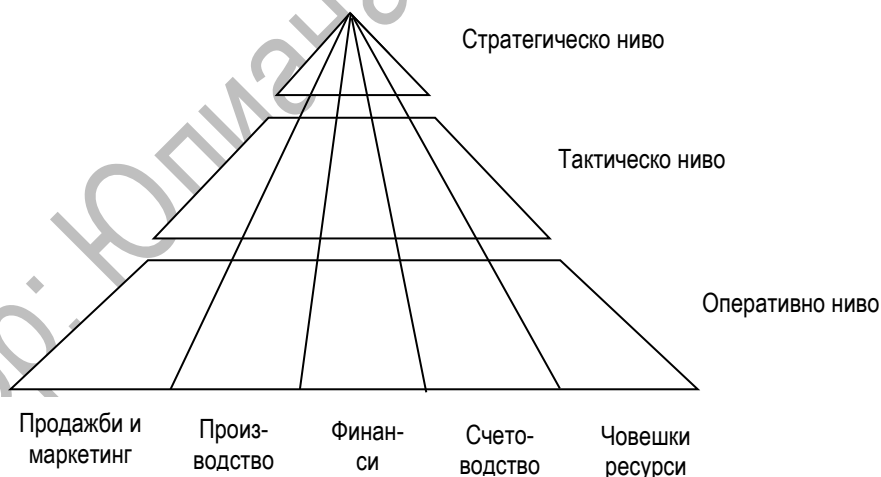 Стратегическо ниво
Тактическо ниво
Оперативно ниво
Продажби и
маркетинг
Произ-
водство
Финан-
си
Счето-
водство
Човешки
ресурси